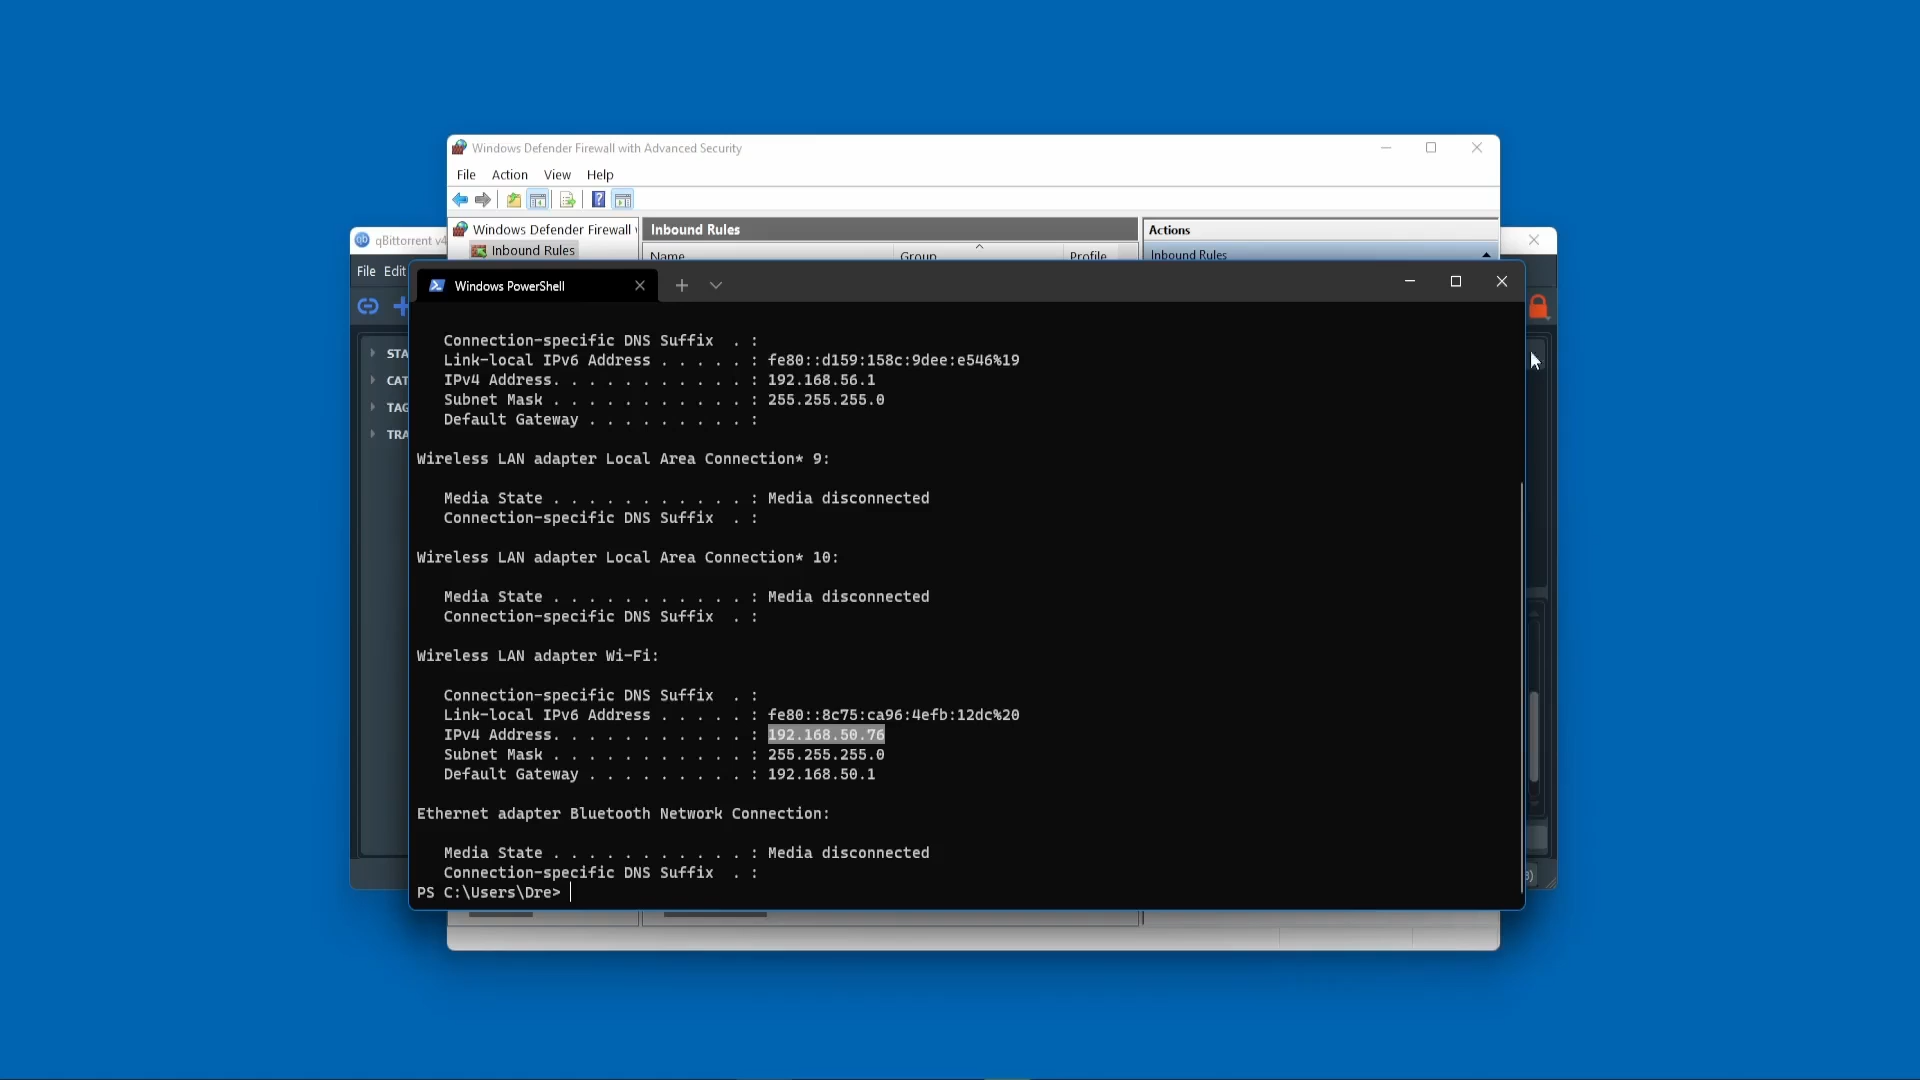 Windows Defender Firewall with Advanced Security
File Action View Help
Windows Defender Firewall
Inbound Rules
Inbound Rules
Name Group Profile
Actions
Inbound Rules
qBittorrent v4
File Edit
STA
CAT
TAG
TRA
Windows PowerShell
Connection-specific DNS Suffix . :
Link-local IPv6 Address . . . . . : fe80::d159:158c:9dee:e546%19
IPv4 Address. . . . . . . . . . . : 192.168.56.1
Subnet Mask . . . . . . . . . . . : 255.255.255.0
Default Gateway . . . . . . . . . :
Wireless LAN adapter Local Area Connection* 9:
Media State . . . . . . . . . . . : Media disconnected
Connection-specific DNS Suffix . :
Wireless LAN adapter Local Area Connection* 10:
Media State . . . . . . . . . . . : Media disconnected
Connection-specific DNS Suffix . :
Wireless LAN adapter Wi-Fi:
Connection-specific DNS Suffix . :
Link-local IPv6 Address . . . . . : fe80::8c75:ca96:4efb:12dc%20
IPv4 Address. . . . . . . . . . . : 192.168.50.76
Subnet Mask . . . . . . . . . . . : 255.255.255.0
Default Gateway . . . . . . . . . : 192.168.50.1
Ethernet adapter Bluetooth Network Connection:
Media State . . . . . . . . . . . : Media disconnected
Connection-specific DNS Suffix . :
PS C:\Users\Dre>